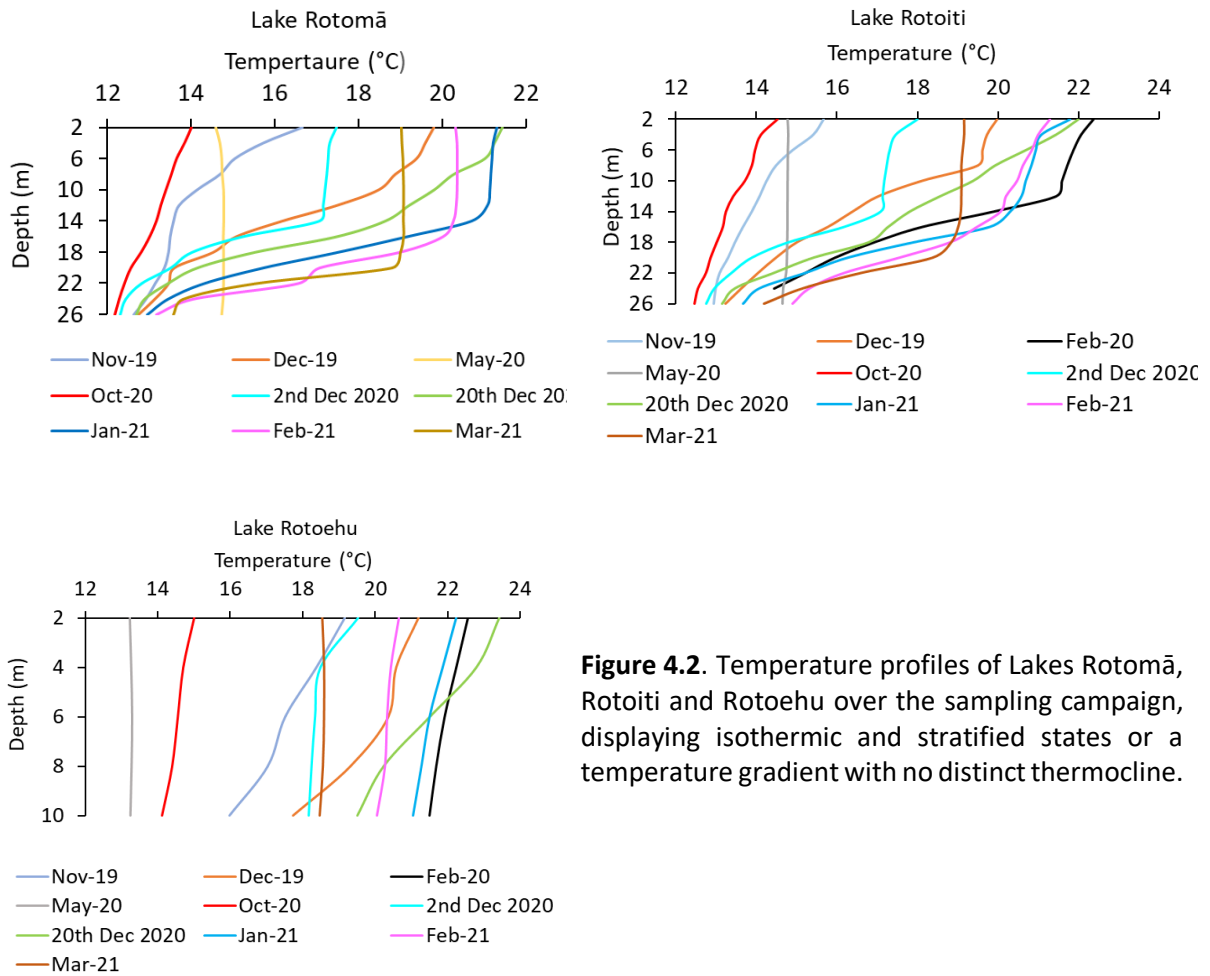 Lake Rotomā
Tempertaure (°C)
12 14 16 18 20 22
2
6
10
14
18
22
26
Depth (m)
Nov-19 Dec-19 May-20
Oct-20 2nd Dec 2020 20th Dec 202
Jan-21 Feb-21 Mar-21
Lake Rotoiti
Temperature (°C)
12 14 16 18 20 22 24
2
6
10
14
18
22
26
Depth (m)
Nov-19 Dec-19 Feb-20
May-20 Oct-20 2nd Dec 2020
20th Dec 2020 Jan-21 Feb-21
Mar-21
Lake Rotoehu
Temperature (°C)
12 14 16 18 20 22 24
2
4
6
8
10
Depth (m)
Nov-19 Dec-19 Feb-20
May-20 Oct-20 2nd Dec 2020
20th Dec 2020 Jan-21 Feb-21
Mar-21
Figure 4.2. Temperature profiles of Lakes Rotomā,
Rotoiti and Rotoehu over the sampling campaign,
displaying isothermic and stratified states or a
temperature gradient with no distinct thermocline.